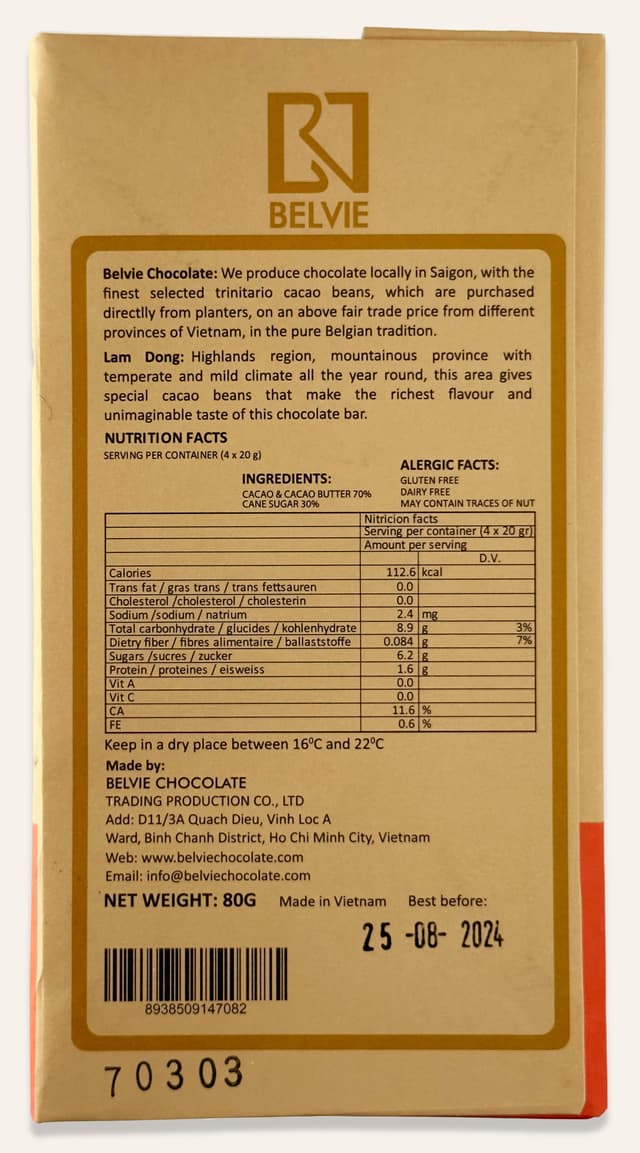 BELVIE
Belvie Chocolate: We produce chocolate locally in Saigon, with the
finest selected trinitario cacao beans, which are purchased
directlly from planters, on an above fair trade price from different
provinces of Vietnam, in the pure Belgian tradition.
Lam Dong: Highlands region, mountainous province with
temperate and mild climate all the year round, this area gives
special cacao beans that make the richest flavour and
unimaginable taste of this chocolate bar.
NUTRITION FACTS
SERVING PER CONTAINER (4 x 20 g)
INGREDIENTS:
CACAO & CACAO BUTTER 70%
CANE SUGAR 30%
ALERGIC FACTS:
GLUTEN FREE
DAIRY FREE
MAY CONTAIN TRACES OF NUT
Nitricion facts
Serving per container (4 x 20 gr)
Amount per serving
D.V.
Calories 112.6 kcal
Trans fat / gras trans / trans fettsauren 0.0
Cholesterol /cholesterol / cholesterin 0.0
Sodium /sodium / natrium 2.4 mg
Total carbonhydrate / glucides / kohlenhydrate 8.9 g 3%
Dietry fiber / fibres alimentaire / ballaststoffe 0.084 g 7%
Sugars /sucres / zucker 6.2 g
Protein / proteines / eisweiss 1.6 g
Vit A 0.0
Vit C 0.0
CA 11.6 %
FE 0.6 %
Keep in a dry place between 16⁰C and 22⁰C
Made by:
BELVIE CHOCOLATE
TRADING PRODUCTION CO., LTD
Add: D11/3A Quach Dieu, Vinh Loc A
Ward, Binh Chanh District, Ho Chi Minh City, Vietnam
Web: www.belviechocolate.com
Email: info@belviechocolate.com
NET WEIGHT: 80G Made in Vietnam Best before:
25 -08- 2024
8938509147082
70303